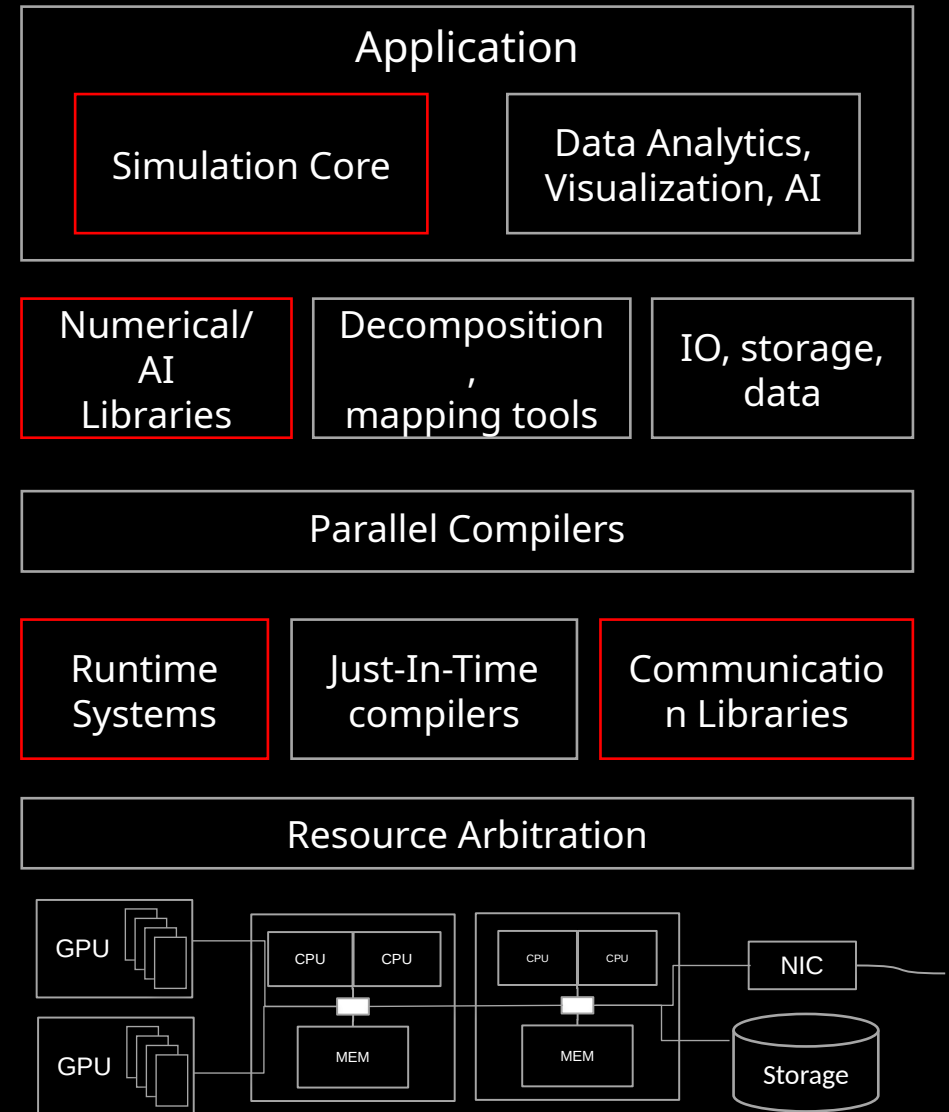 Application
Simulation Core
Data Analytics,
Visualization, AI
Numerical/
AI
Libraries
Decomposition
,
mapping tools
IO, storage,
data
Parallel Compilers
Runtime
Systems
Just-In-Time
compilers
Communicatio
n Libraries
Resource Arbitration
GPU
CPU
CPU
MEM
CPU
CPU
MEM
NIC
GPU
Storage